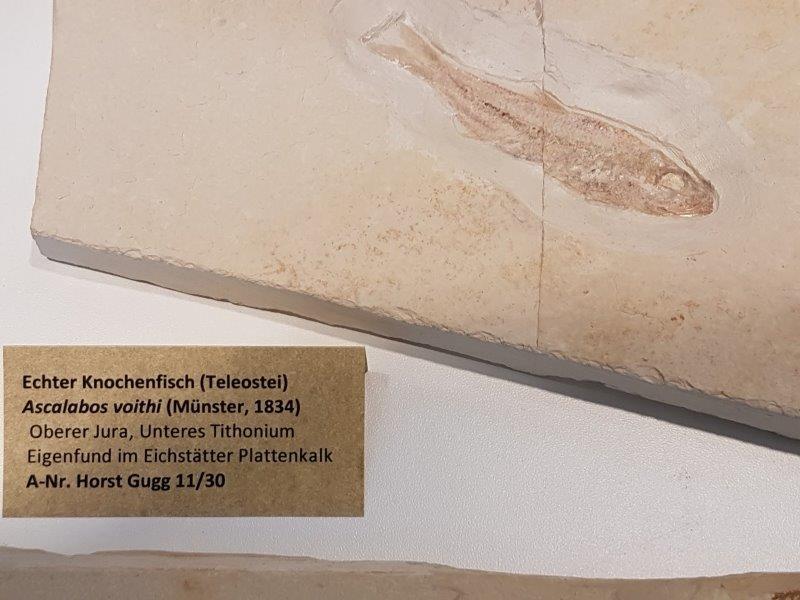 Echter Knochenfisch (Teleostei)
Ascalabos voithi (Münster, 1834)
Oberer Jura, Unteres Tithonium
Eigenfund im Eichstätter Plattenkalk
A-Nr. Horst Gugg 11/30